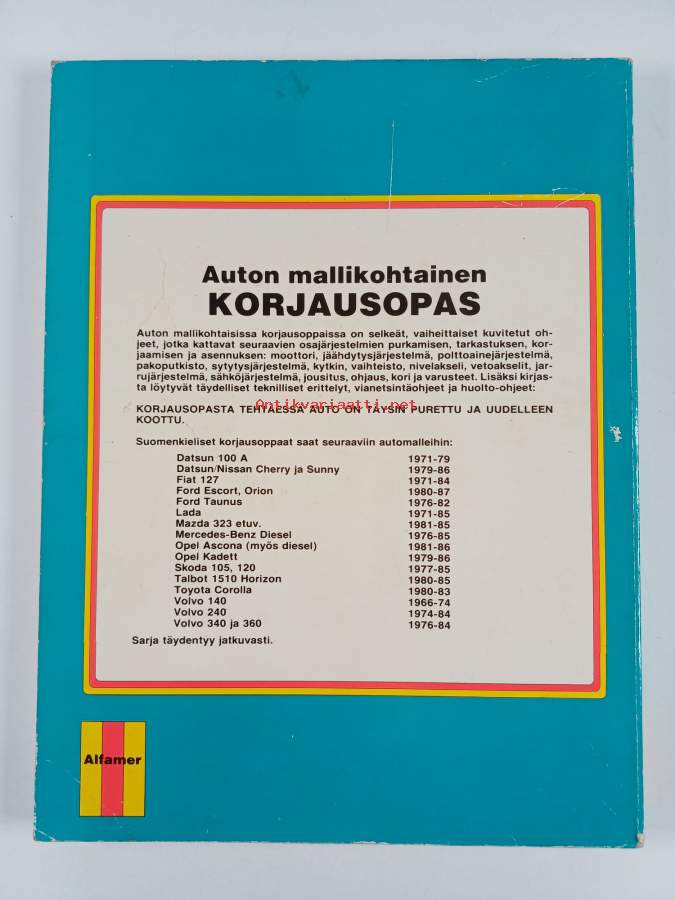 Auton mallikohtainen
KORJAUSOPAS
Auton mallikohtaisissa korjausoppaissa on selkeät, vaiheittaiset kuvitetut oh-
jeet, jotka kattavat seuraavien osajärjestelmien purkamisen, tarkastuksen, kor-
jaamisen ja asennuksen: moottori, jäähdytysjärjestelmä, polttoainejärjestelmä,
pakoputkisto, sytytysjärjestelmä, kytkin, vaihteisto, nivelakseli, vetoakselit, jar-
rujärjestelmä, sähköjärjestelmä, jousitus, ohjaus, kori ja varusteet. Lisäksi kirjas-
ta löytyvät täydelliset teknilliset erittelyt, vianetsintäohjeet ja huolto-ohjeet:
Antikvariaatti.net
KORJAUSOPASTA TEHTAESSA AUTO ON TAYSIN PURETTU JA UUDELLEEN
KOOTTU.
Suomenkieliset korjausoppaat saat seuraaviin automalleihin:
Datsun 100 A 1971-79
Datsun/Nissan Cherry ja Sunny 1979-86
Fiat 127 1971-84
Ford Escort, Orion 1980-87
Ford Taunus 1976-82
Lada 1971-85
Mazda 323 etuv. 1981-85
Mercedes-Benz Diesel 1976-85
Opel Ascona (myös diesel) 1981-86
Opel Kadett 1979-86
Skoda 105, 120 1977-85
Talbot 1510 Horizon 1980-85
Toyota Corolla 1980-83
Volvo 140 1966-74
Volvo 240 1974-84
Volvo 340 ja 360 1976-84
Sarja täydentyy jatkuvasti.
Alfamer